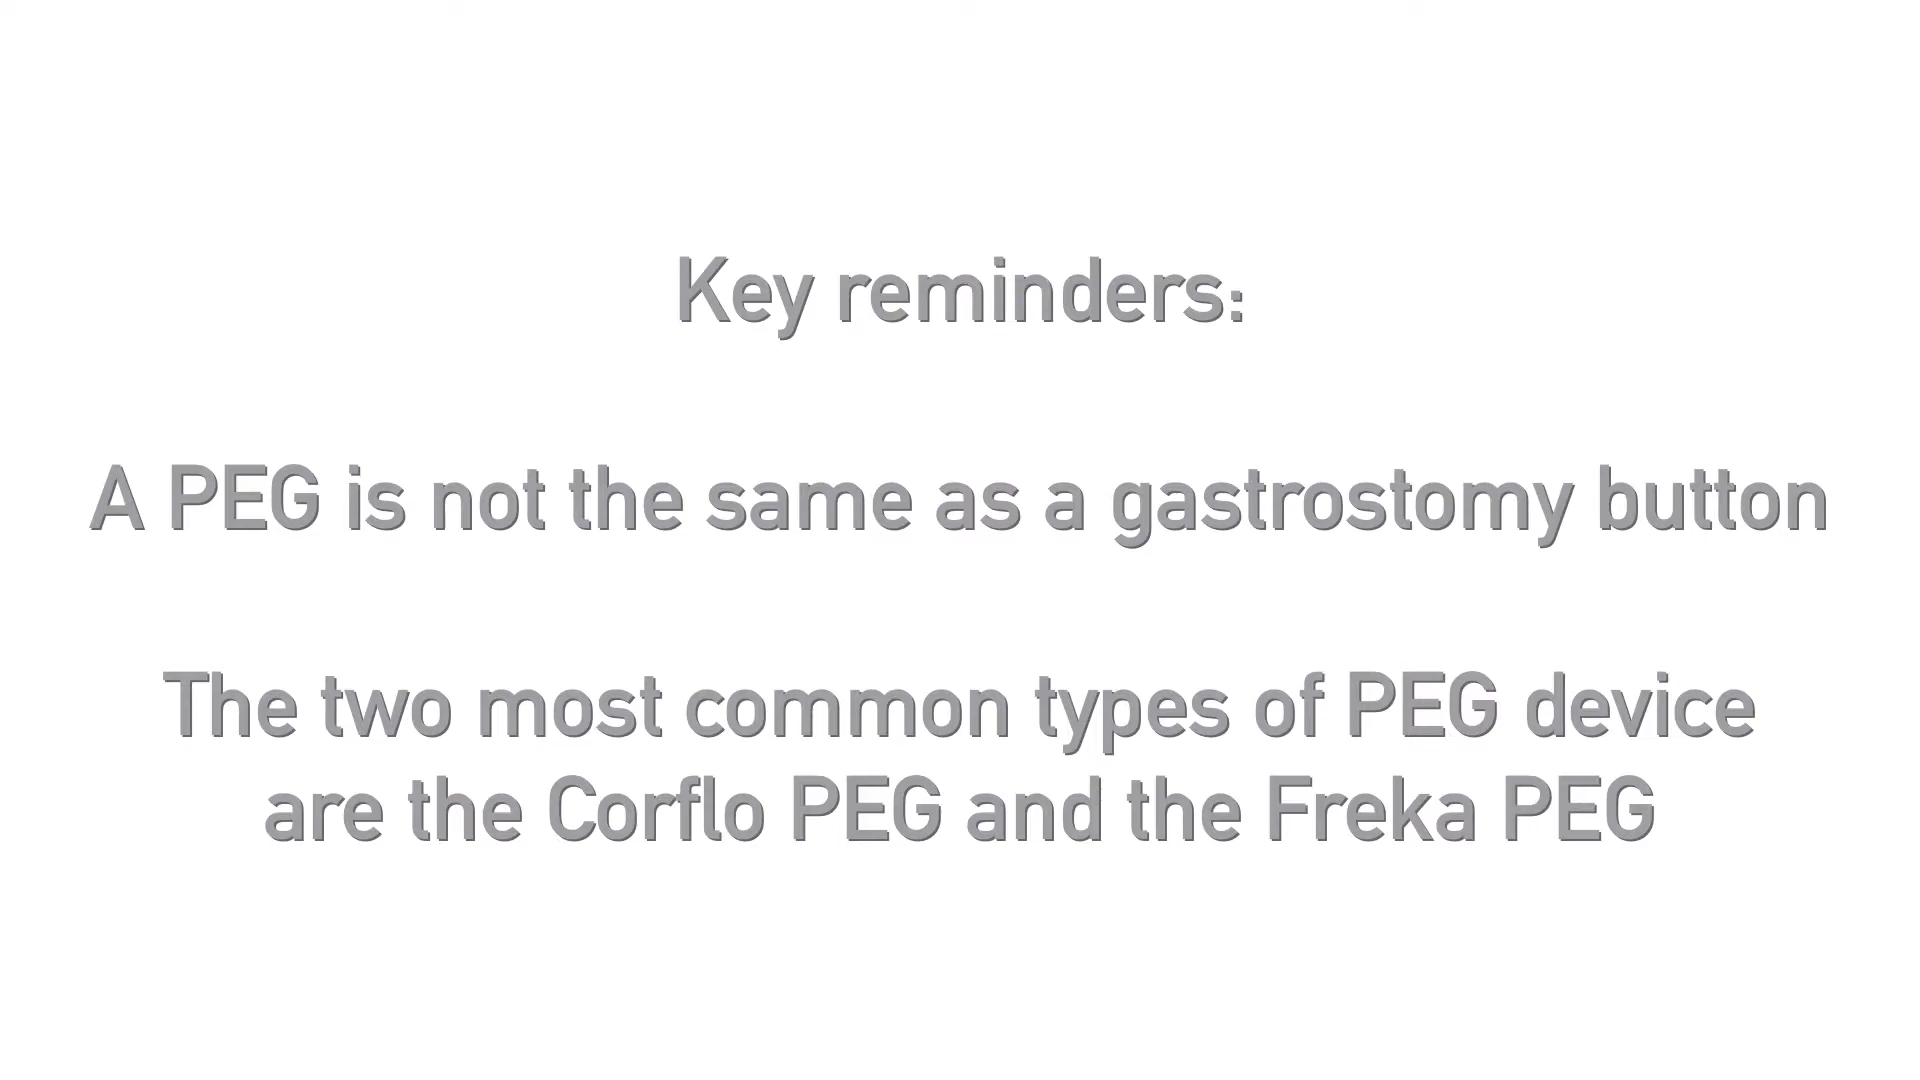 Key reminders:
A PEG is not the same as a gastrostomy button
The two most common types of PEG device
are the Corflo PEG and the Freka PEG